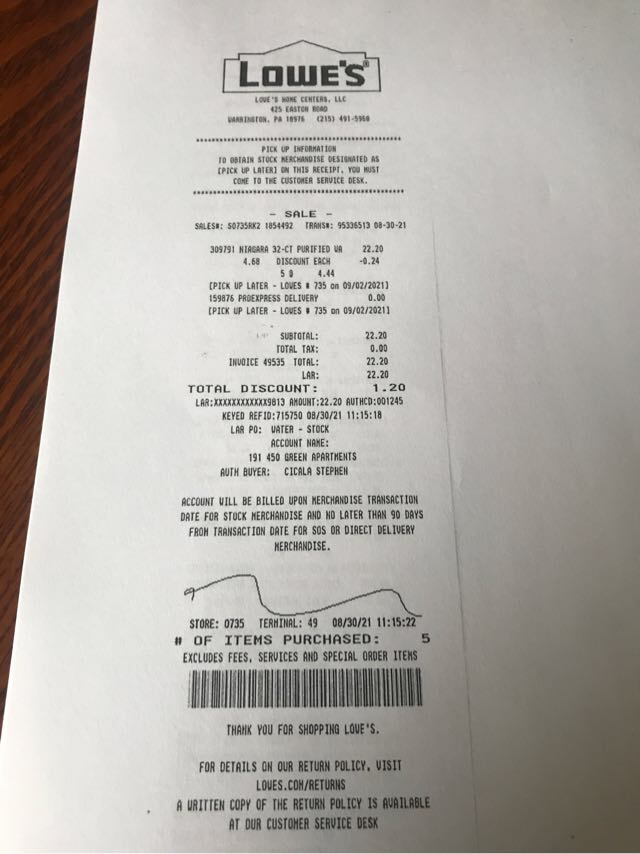 LOWE'S®
LOWE'S HOME CENTERS, LLC
425 EASTON ROAD
WARRINGTON, PA 18976 (215) 491-5960
PICK UP INFORMATION
TO OBTAIN STOCK MERCHANDISE DESIGNATED AS
[PICK UP LATER] ON THIS RECEIPT, YOU MUST
COME TO THE CUSTOMER SERVICE DESK.
- SALE -
SALES#: S0735RK2 1854492 TRANS#: 95336513 08-30-21
309791 NIAGARA 32-CT PURIFIED WA 22.20
4.68 DISCOUNT EACH -0.24
5 @ 4.44
[PICK UP LATER - LOWES # 735 on 09/02/2021]
159876 PROEXPRESS DELIVERY 0.00
[PICK UP LATER - LOWES # 735 on 09/02/2021]
SUBTOTAL: 22.20
TOTAL TAX: 0.00
INVOICE 49535 TOTAL: 22.20
LAR: 22.20
TOTAL DISCOUNT: 1.20
LAR:XXXXXXXXXXXX9813 AMOUNT:22.20 AUTHCD:001245
KEYED REFID:715750 08/30/21 11:15:18
LAR PO: WATER - STOCK
ACCOUNT NAME:
191 450 GREEN APARTMENTS
AUTH BUYER: CICALA STEPHEN
ACCOUNT WILL BE BILLED UPON MERCHANDISE TRANSACTION
DATE FOR STOCK MERCHANDISE AND NO LATER THAN 90 DAYS
FROM TRANSACTION DATE FOR SOS OR DIRECT DELIVERY
MERCHANDISE.
STORE: 0735 TERMINAL: 49 08/30/21 11:15:22
# OF ITEMS PURCHASED: 5
EXCLUDES FEES, SERVICES AND SPECIAL ORDER ITEMS
THANK YOU FOR SHOPPING LOWE'S.
FOR DETAILS ON OUR RETURN POLICY, VISIT
LOWES.COM/RETURNS
A WRITTEN COPY OF THE RETURN POLICY IS AVAILABLE
AT OUR CUSTOMER SERVICE DESK